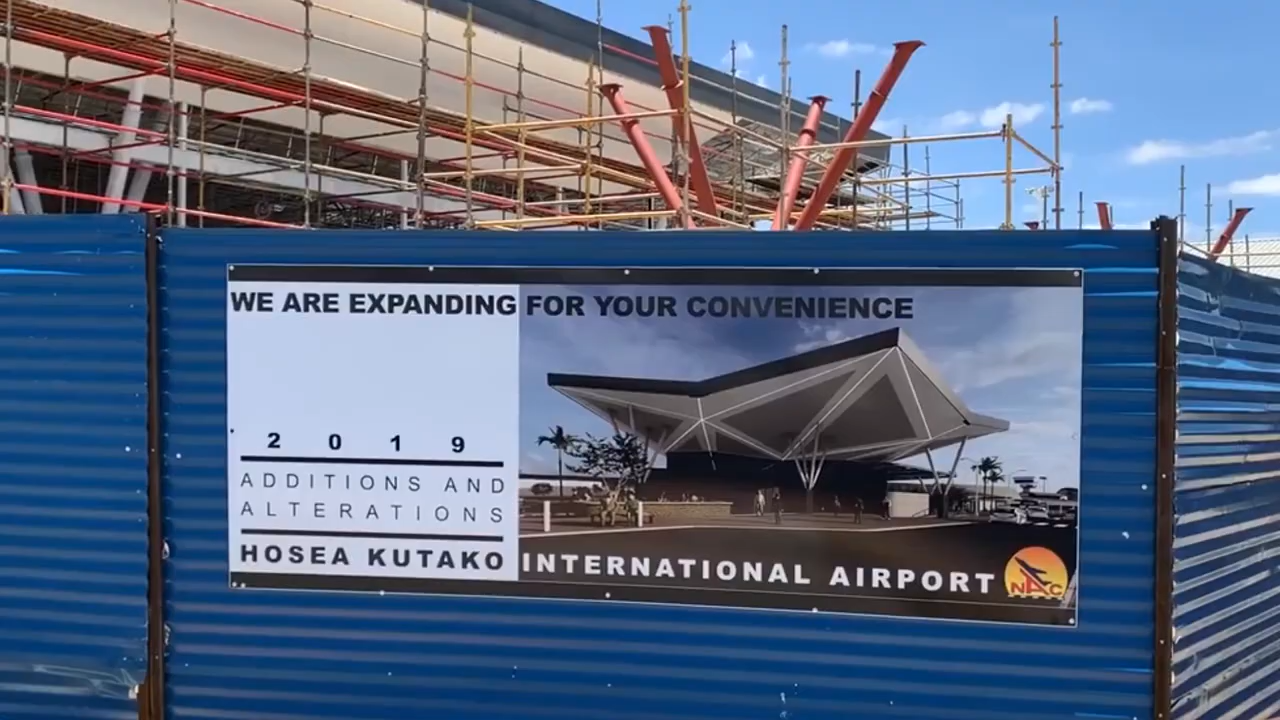 WE ARE EXPANDING FOR YOUR CONVENIENCE
2 0 1 9
ADDITIONS AND
ALTERATIONS
HOSEA KUTAKO INTERNATIONAL AIRPORT
NAC